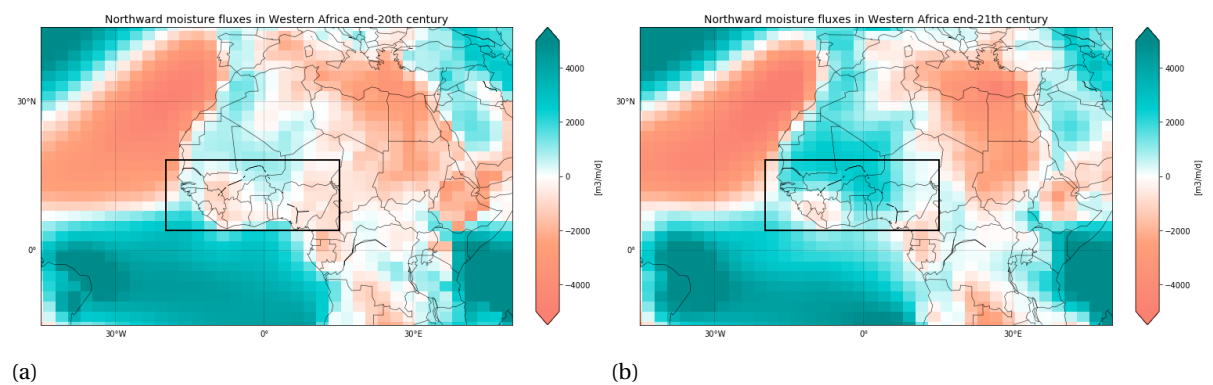 Northward moisture fluxes in Western Africa end-20th century
30°N
0°
30°W
0°
30°E
4000
2000
0
−2000
−4000
[m3/m/d]
(a)
Northward moisture fluxes in Western Africa end-21th century
30°N
0°
30°W
0°
30°E
4000
2000
0
−2000
−4000
[m3/m/d]
(b)